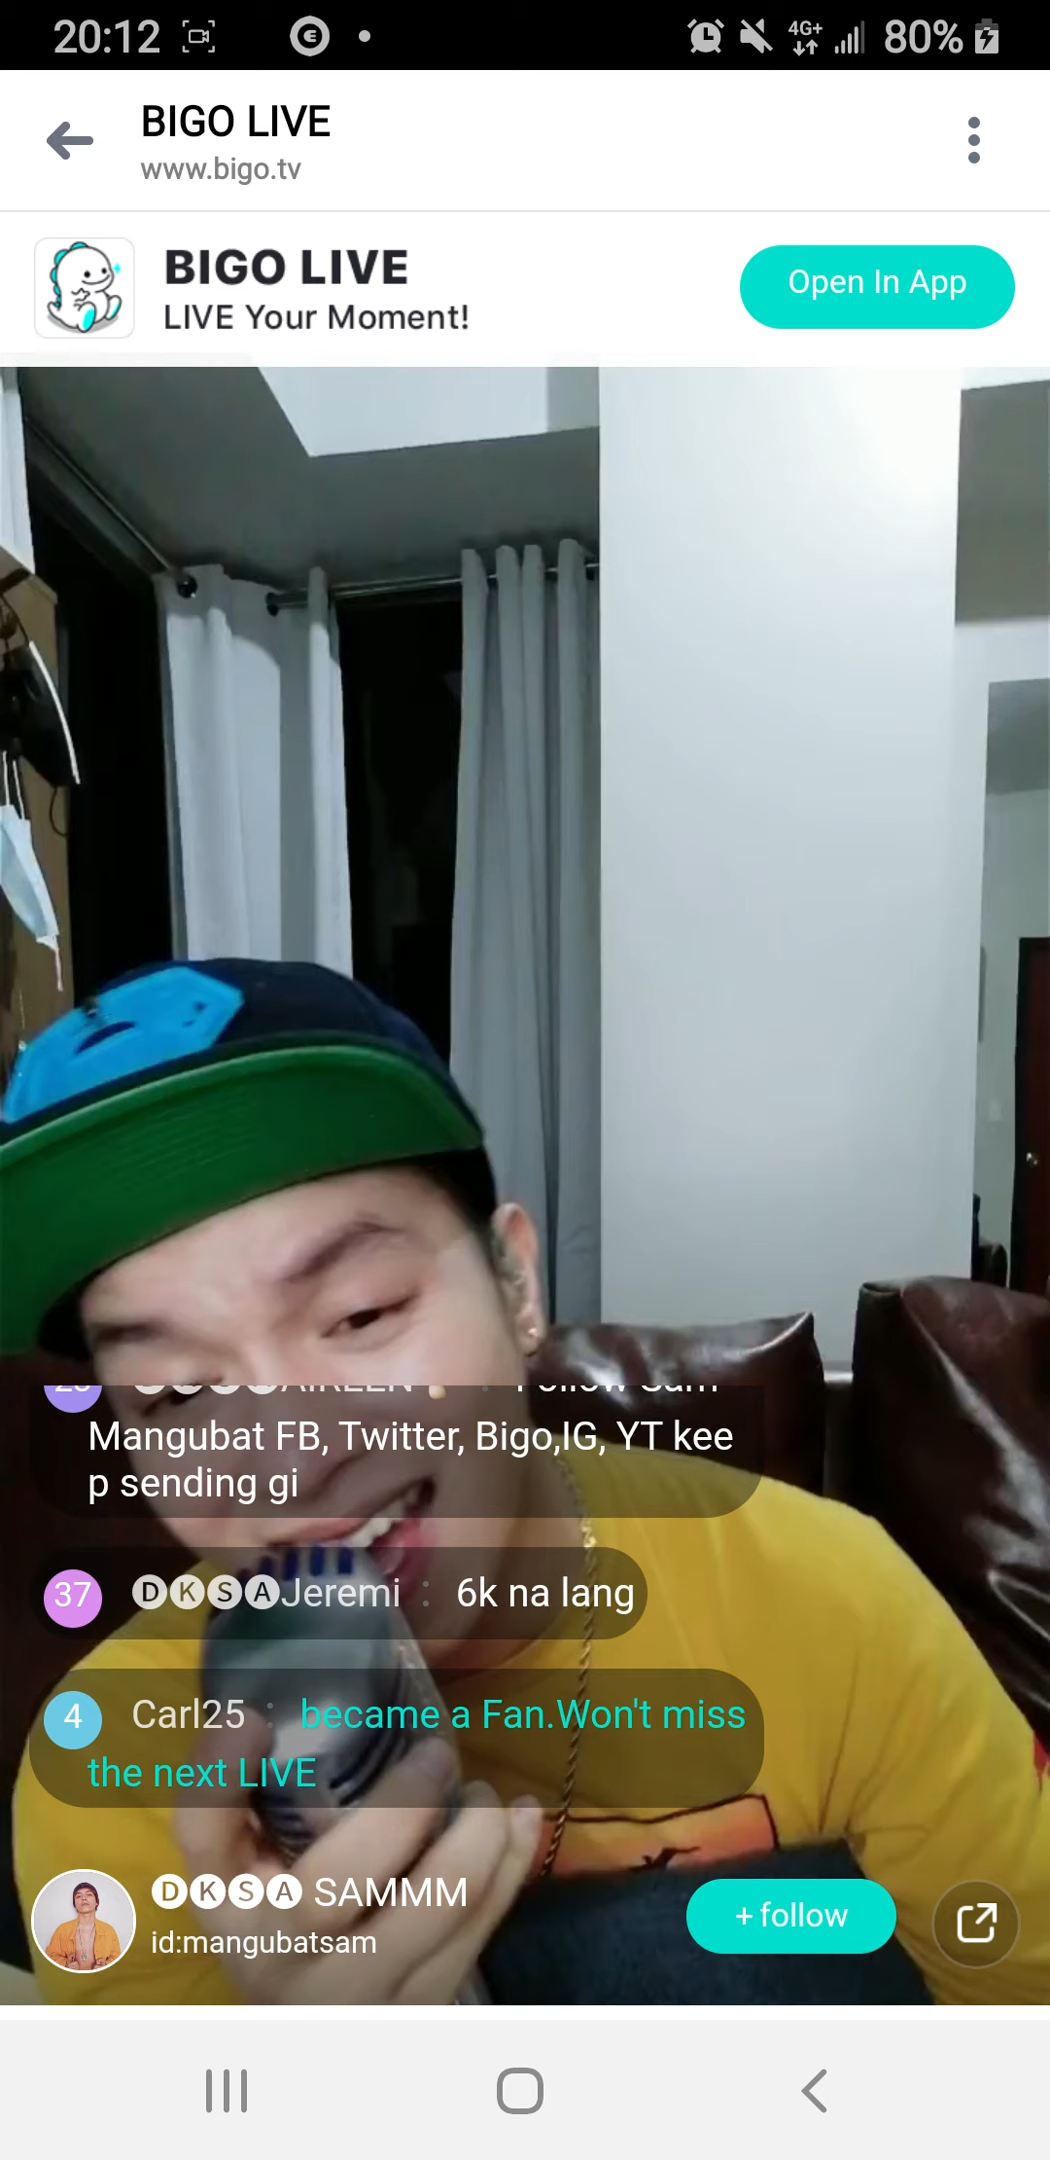 20:12
4G+
80%
BIGO LIVE
www.bigo.tv
BIGO LIVE
LIVE Your Moment!
Open In App
Mangubat FB, Twitter, Bigo,IG, YT kee
p sending gi
37 🅓🅚🅢🅐Jeremi : 6k na lang
4 Carl25 : became a Fan.Won't miss
the next LIVE
🅓🅚🅢🅐 SAMMM
id:mangubatsam
+ follow